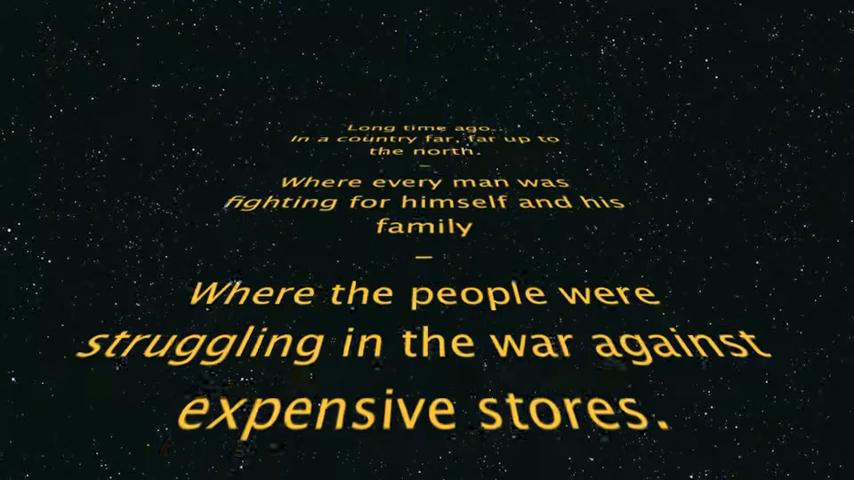 Long time ago...
In a country far, far up to
the north.
–
Where every man was
fighting for himself and his
family
–
Where the people were
struggling in the war against
expensive stores.